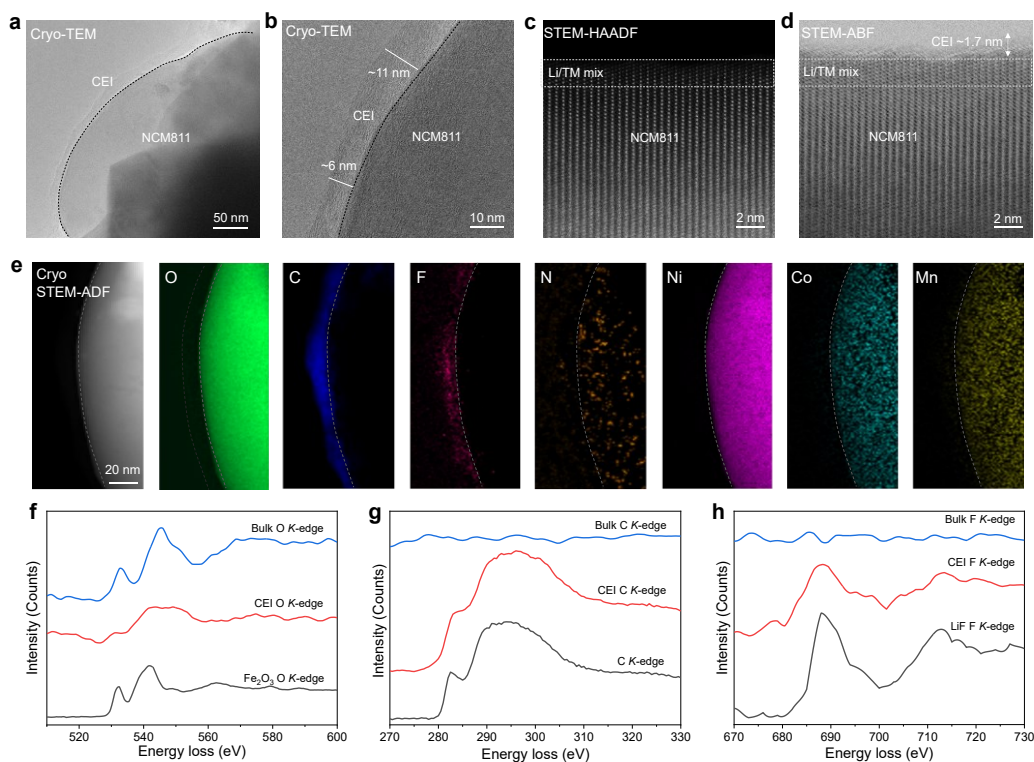 a
Cryo-TEM
CEI
NCM811
50 nm
b
Cryo-TEM
~11 nm
CEI
NCM811
~6 nm
10 nm
c
STEM-HAADF
Li/TM mix
NCM811
2 nm
d
STEM-ABF
CEI ~1.7 nm
Li/TM mix
NCM811
2 nm
e
Cryo
STEM-ADF
20 nm
O
C
F
N
Ni
Co
Mn
f
Intensity (Counts)
Bulk O K-edge
CEI O K-edge
Fe₂O₃ O K-edge
520 540 560 580 600
Energy loss (eV)
g
Intensity (Counts)
Bulk C K-edge
CEI C K-edge
C K-edge
270 280 290 300 310 320 330
Energy loss (eV)
h
Intensity (Counts)
Bulk F K-edge
CEI F K-edge
LiF F K-edge
670 680 690 700 710 720 730
Energy loss (eV)